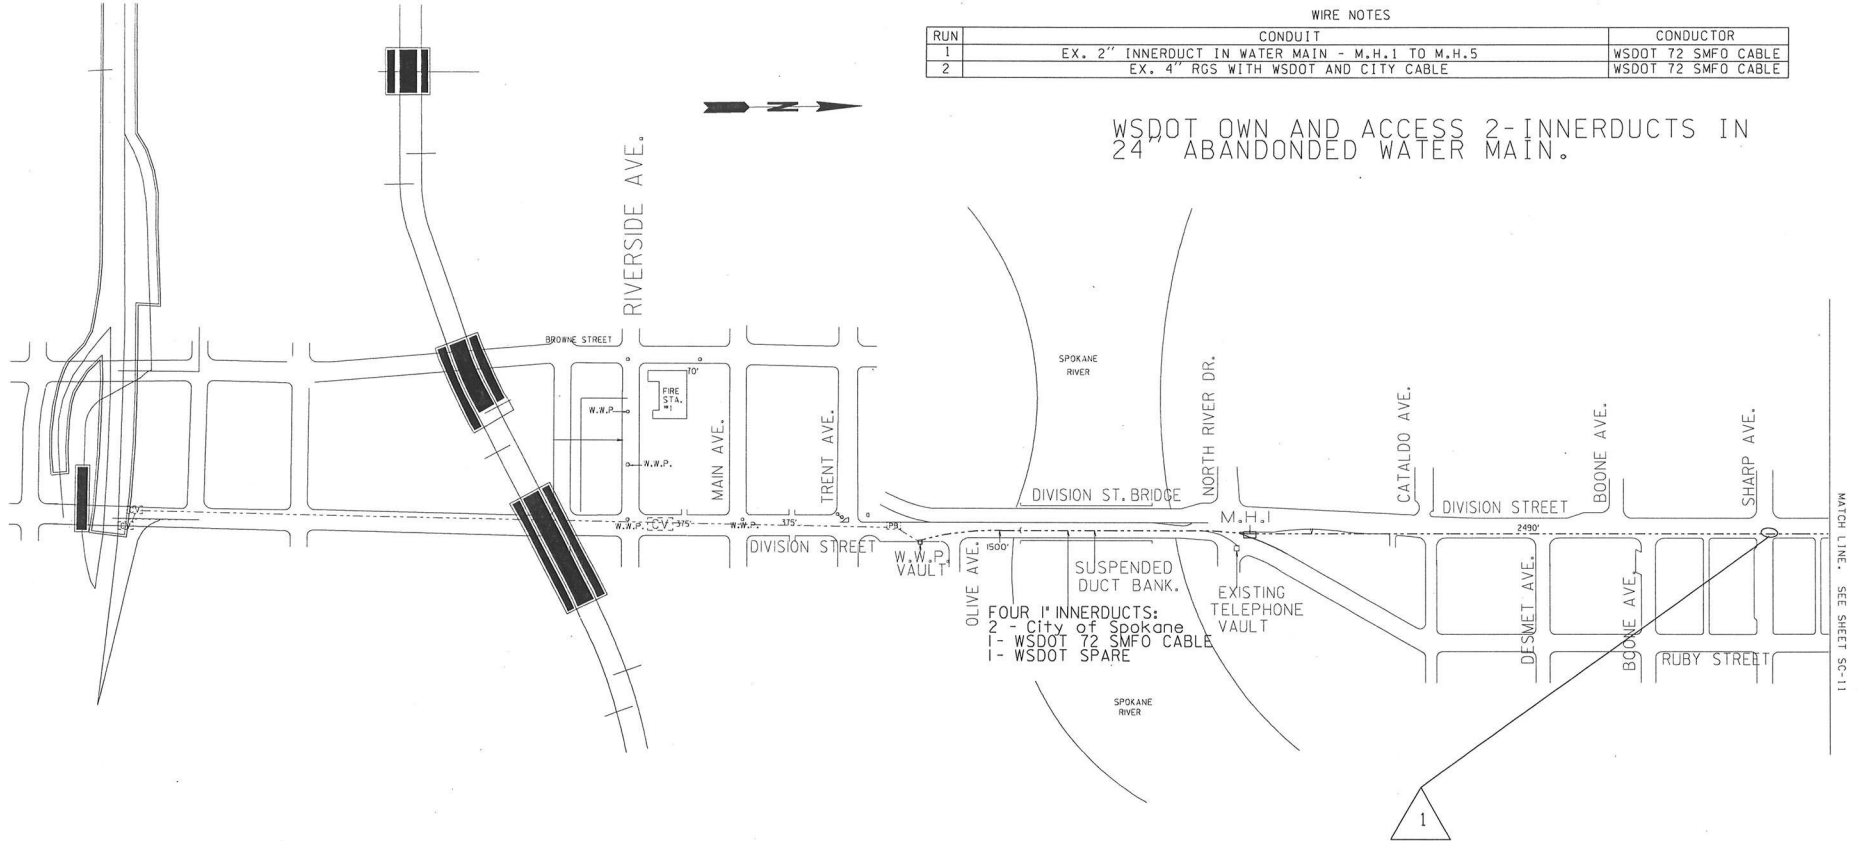 WIRE NOTES
RUN CONDUIT CONDUCTOR
1 EX. 2" INNERDUCT IN WATER MAIN - M.H.1 TO M.H.5 WSDOT 72 SMFO CABLE
2 EX. 4" RGS WITH WSDOT AND CITY CABLE WSDOT 72 SMFO CABLE
N
WSDOT OWN AND ACCESS 2-INNERDUCTS IN
24" ABANDONDED WATER MAIN.
RIVERSIDE AVE.
BROWNE STREET
70'
FIRE
STA.
#1
W.W.P.
W.W.P.
MAIN AVE.
TRENT AVE.
W.W.P.
CV
375'
W.W.P.
375'
PB.
DIVISION STREET
W.W.P.
VAULT
OLIVE AVE.
1500'
SPOKANE
RIVER
DIVISION ST. BRIDGE
NORTH RIVER DR.
M.H.1
SUSPENDED
DUCT BANK.
FOUR 1" INNERDUCTS:
2 - City of Spokane
1- WSDOT 72 SMFO CABLE
1- WSDOT SPARE
EXISTING
TELEPHONE
VAULT
SPOKANE
RIVER
CATALDO AVE.
DIVISION STREET
2490'
BOONE AVE.
SHARP AVE.
DESMET AVE.
BOONE AVE.
RUBY STREET
MATCH LINE. SEE SHEET SC-11
1